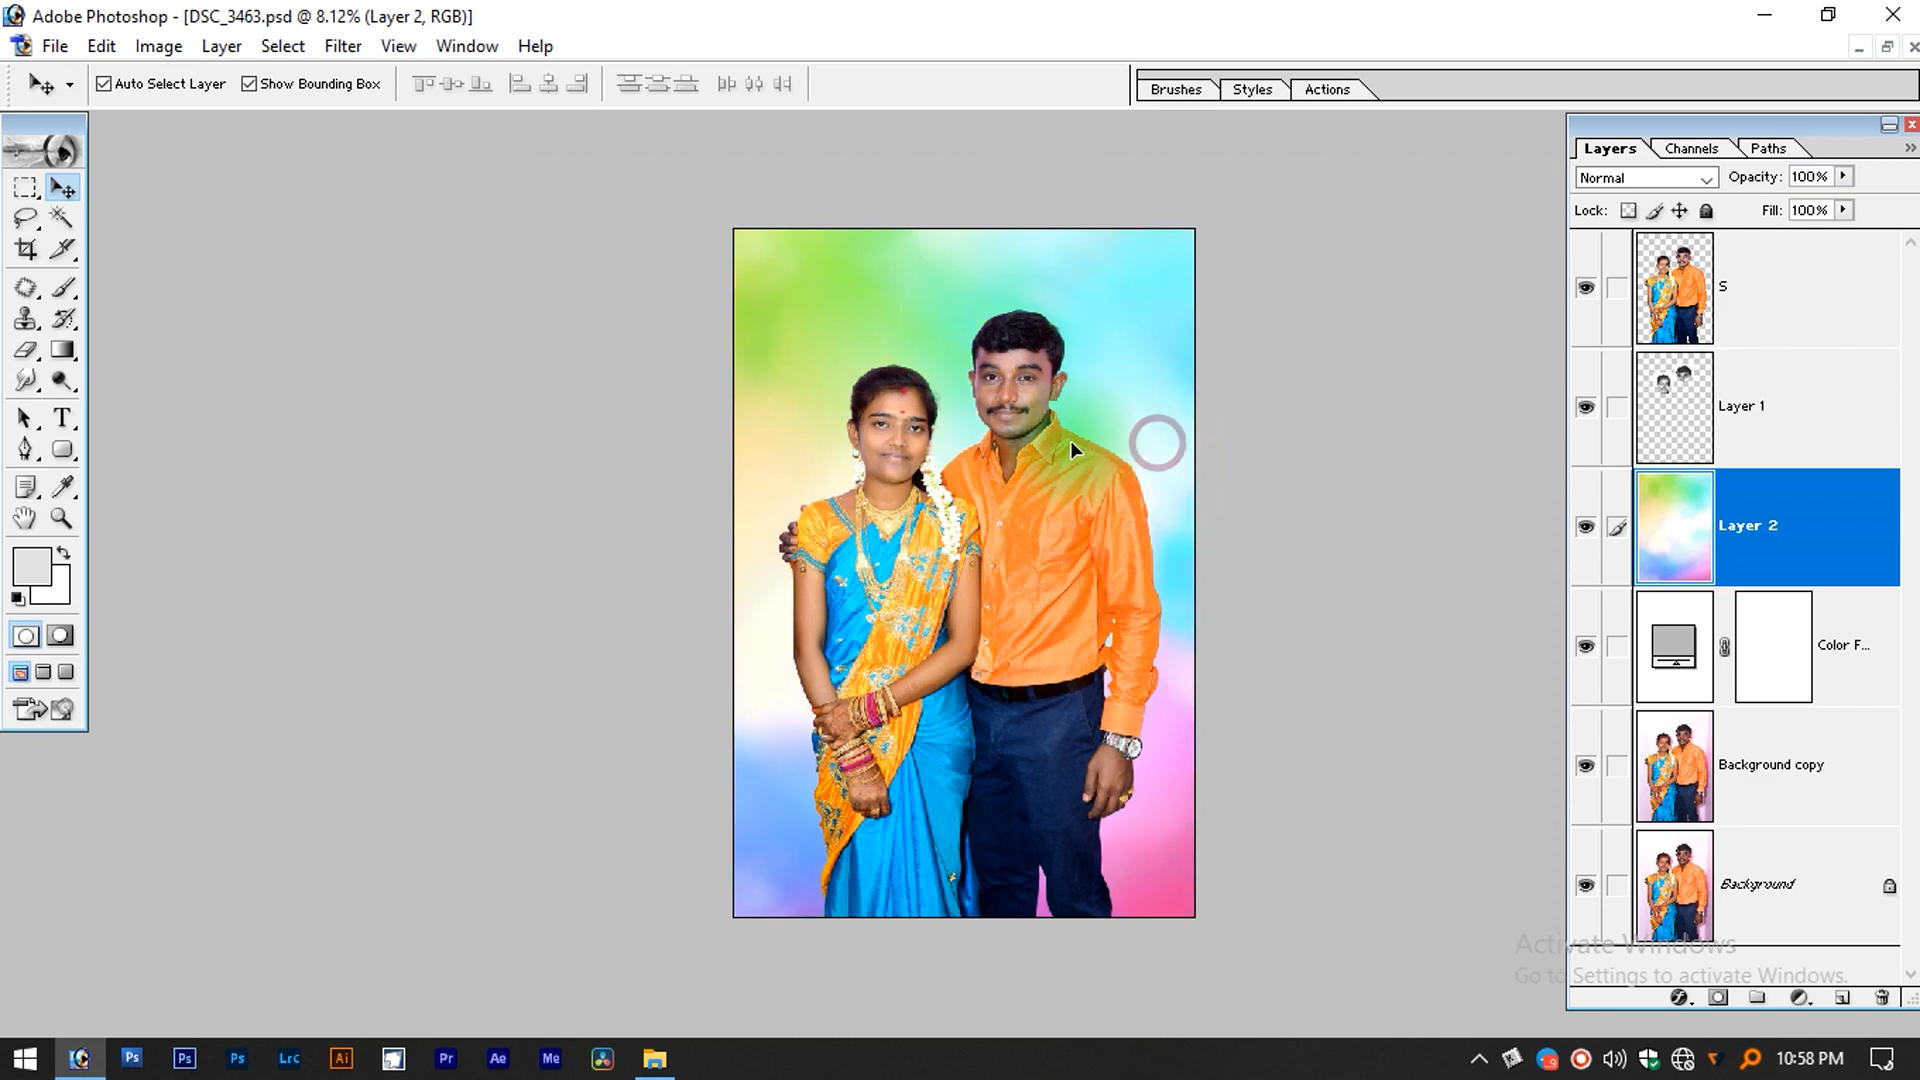 Adobe Photoshop - [DSC_3463.psd @ 8.12% (Layer 2, RGB)]
File Edit Image Layer Select Filter View Window Help
Auto Select Layer Show Bounding Box
Brushes Styles Actions
Layers Channels Paths
Normal Opacity: 100%
Lock: Fill: 100%
S
Layer 1
Layer 2
Color F...
Background copy
Background
Activate Windows
Go to Settings to activate Windows.
T
Ps Ps Ps Lrc Ai Pr Ae Me
10:58 PM